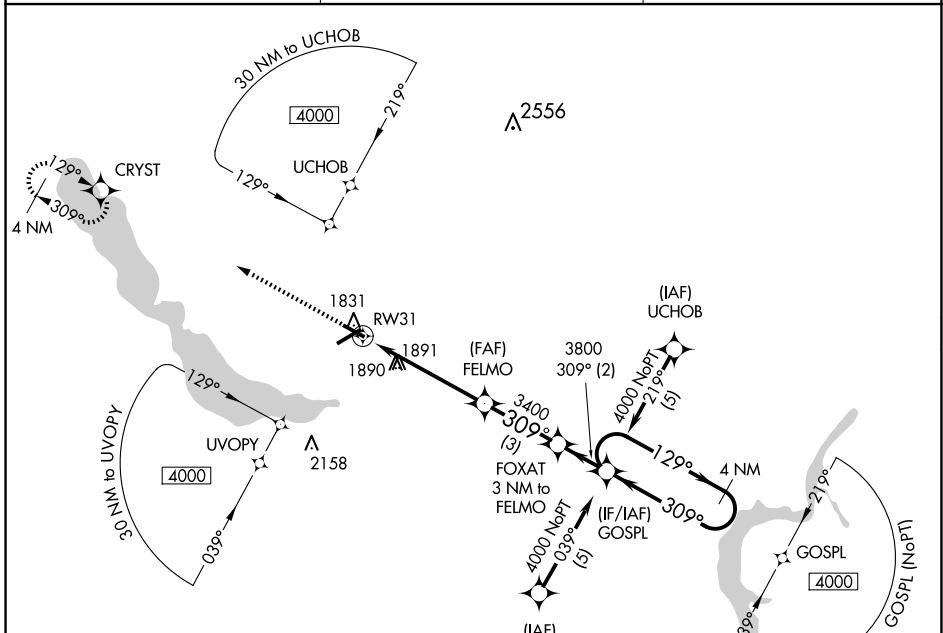 30 NM to UCHOB
4000
219°
2556
UCHOB
129°
129°
CRYST
309°
4 NM
1831
RW31
1891
1890
(FAF)
FELMO
3800
309° (2)
(IAF)
UCHOB
4000 NoPT
219°
(5)
3400
309°
(3)
129°
4 NM
309°
FOXAT
3 NM to
FELMO
(IF/IAF)
GOSPL
4000 NoPT
039°
(5)
(IAF)
129°
UVOPY
2158
30 NM to UVOPY
4000
039°
219°
GOSPL
4000
GOSPL (NoPT)